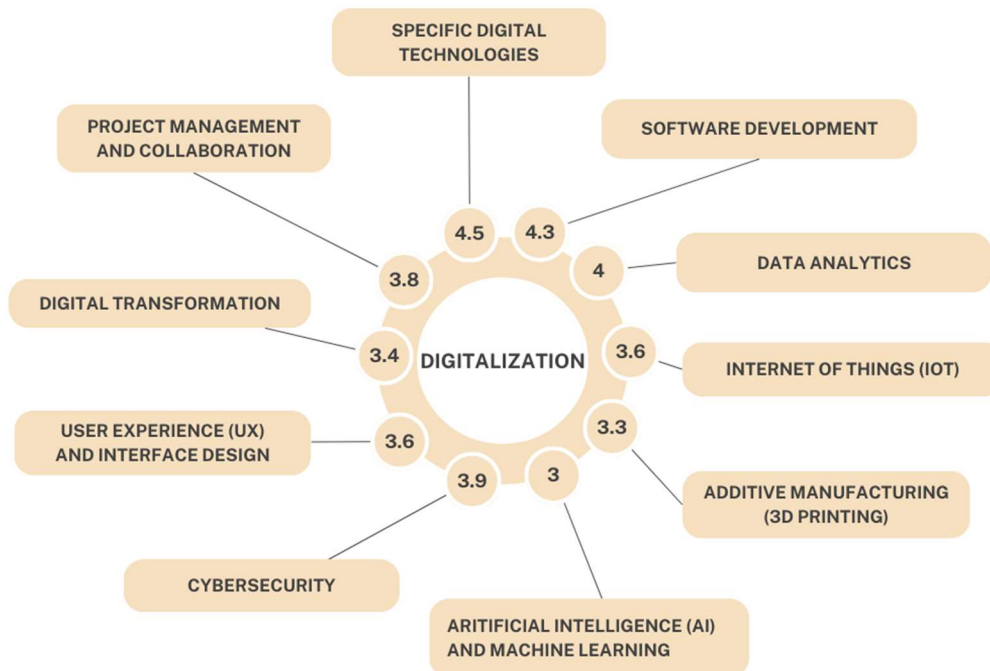 SPECIFIC DIGITAL
TECHNOLOGIES
PROJECT MANAGEMENT
AND COLLABORATION
SOFTWARE DEVELOPMENT
4.5
4.3
4
DATA ANALYTICS
3.8
DIGITAL TRANSFORMATION
3.4
DIGITALIZATION
3.6
INTERNET OF THINGS (IOT)
USER EXPERIENCE (UX)
AND INTERFACE DESIGN
3.6
3.3
3.9
3
ADDITIVE MANUFACTURING
(3D PRINTING)
CYBERSECURITY
ARITIFICIAL INTELLIGENCE (AI)
AND MACHINE LEARNING